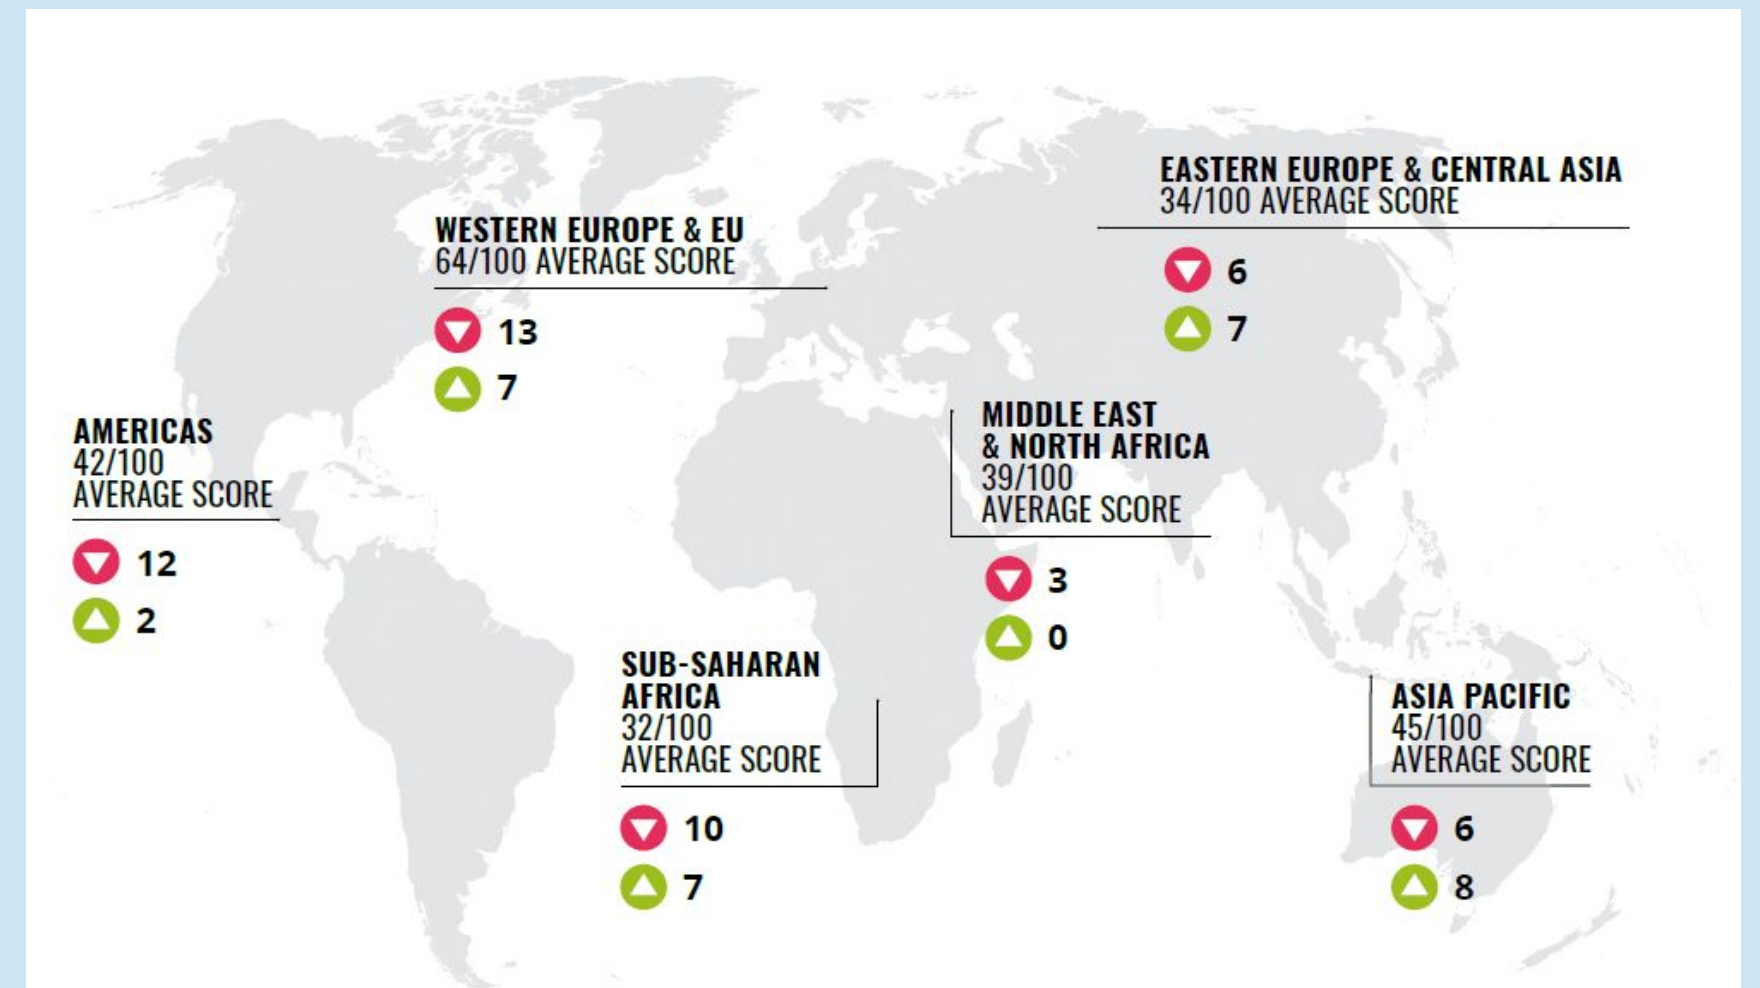 EASTERN EUROPE & CENTRAL ASIA
34/100 AVERAGE SCORE
6
7
WESTERN EUROPE & EU
64/100 AVERAGE SCORE
13
7
AMERICAS
42/100
AVERAGE SCORE
12
2
MIDDLE EAST
& NORTH AFRICA
39/100
AVERAGE SCORE
3
0
SUB-SAHARAN
AFRICA
32/100
AVERAGE SCORE
10
7
ASIA PACIFIC
45/100
AVERAGE SCORE
6
8